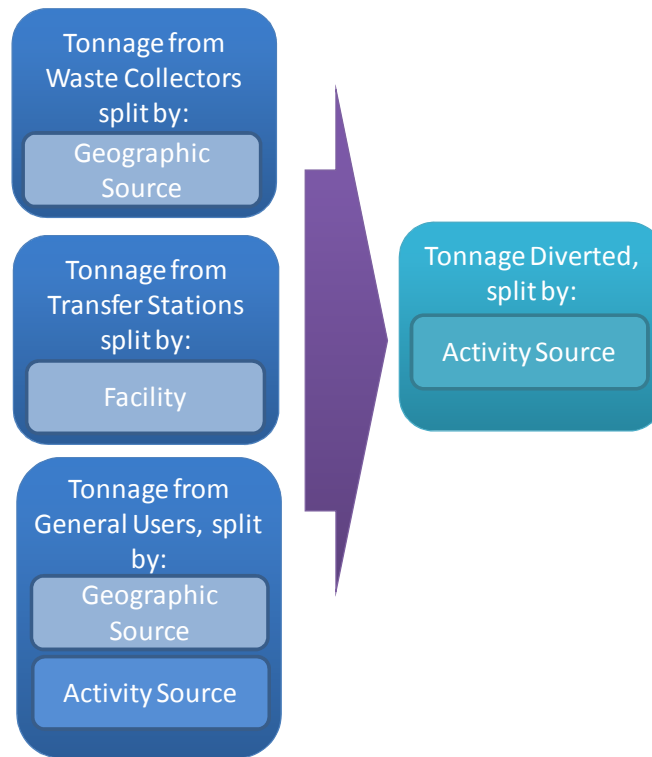 Tonnage from
Waste Collectors
split by:
Geographic
Source
Tonnage from
Transfer Stations
split by:
Facility
Tonnage from
General Users, split
by:
Geographic
Source
Activity Source
Tonnage Diverted,
split by:
Activity Source